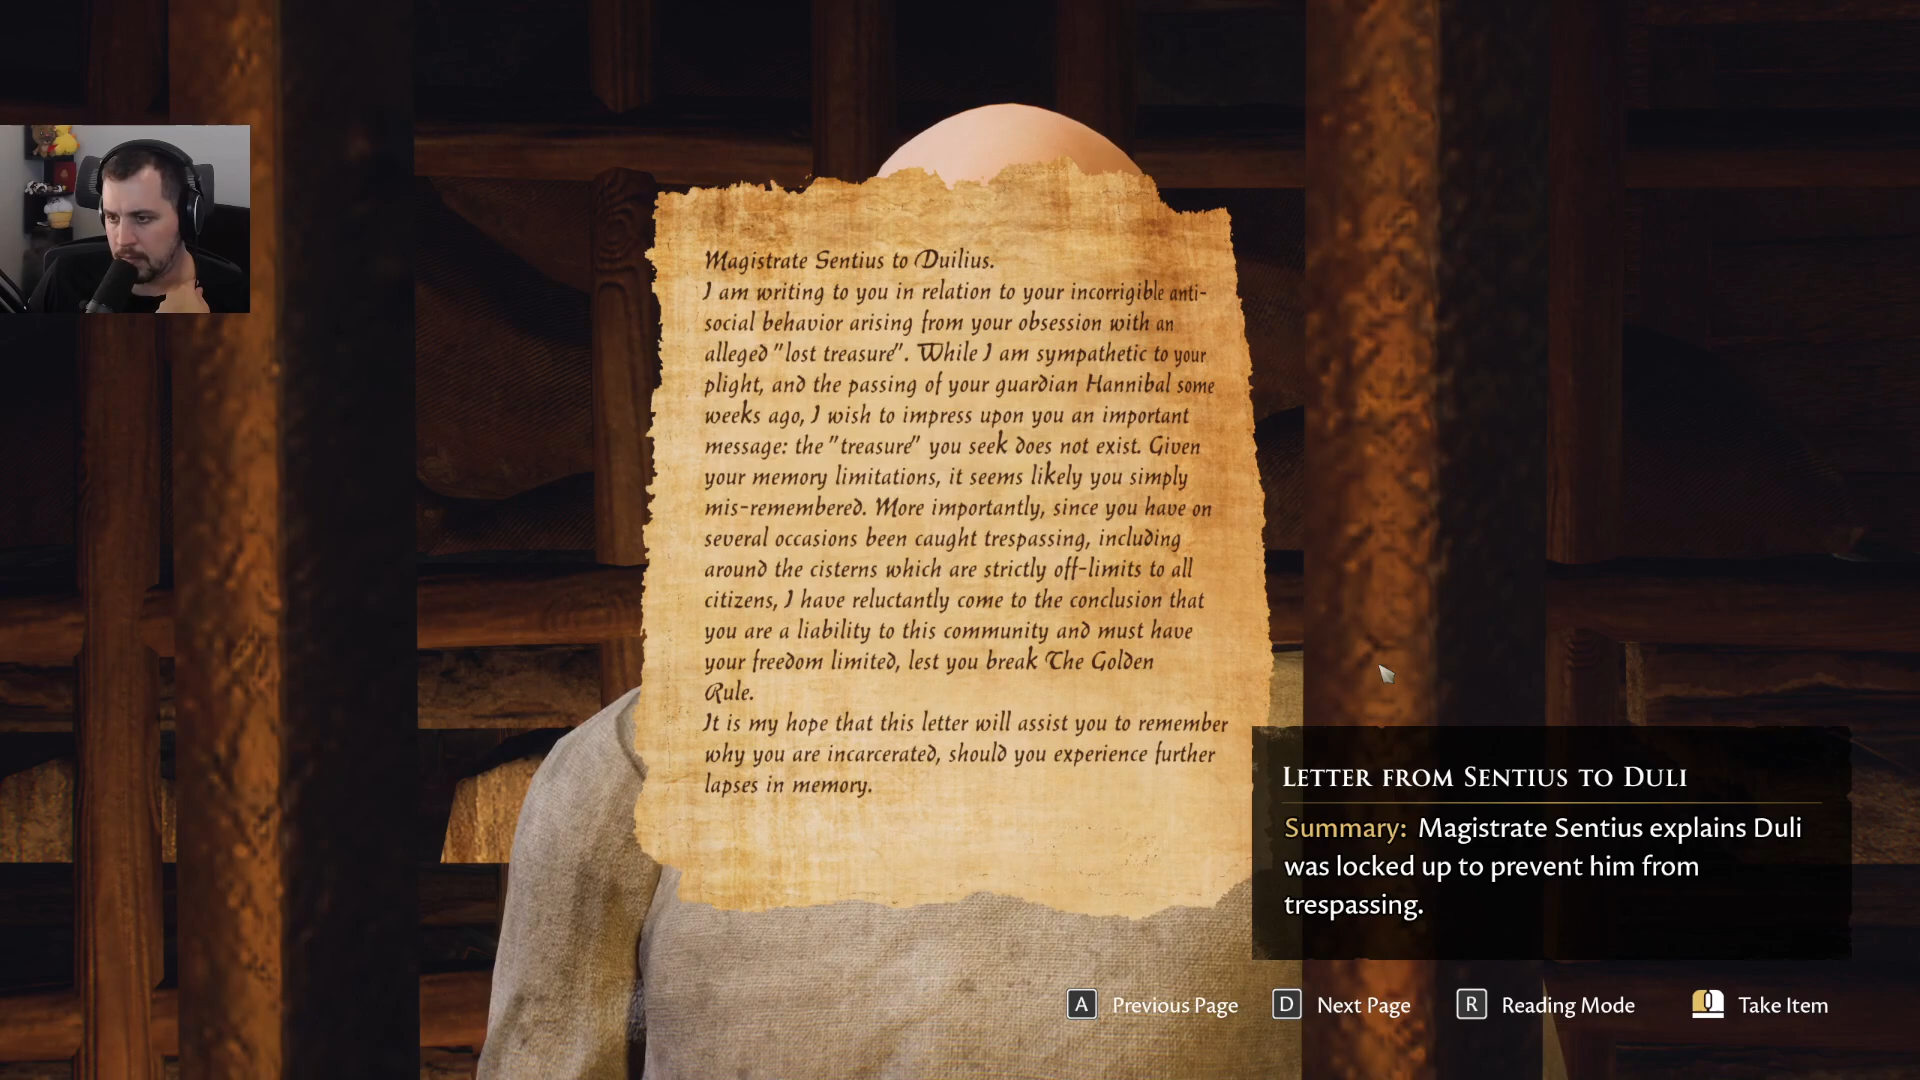 Magistrate Sentius to Duilius.
I am writing to you in relation to your incorrigible anti-
social behavior arising from your obsession with an
alleged "lost treasure". While I am sympathetic to your
plight, and the passing of your guardian Hannibal some
weeks ago, I wish to impress upon you an important
message: the "treasure" you seek does not exist. Given
your memory limitations, it seems likely you simply
mis-remembered. More importantly, since you have on
several occasions been caught trespassing, including
around the cisterns which are strictly off-limits to all
citizens, I have reluctantly come to the conclusion that
you are a liability to this community and must have
your freedom limited, lest you break The Golden
Rule.
It is my hope that this letter will assist you to remember
why you are incarcerated, should you experience further
lapses in memory.
Letter from Sentius to Duli
Summary: Magistrate Sentius explains Duli
was locked up to prevent him from
trespassing.
A Previous Page D Next Page R Reading Mode Take Item